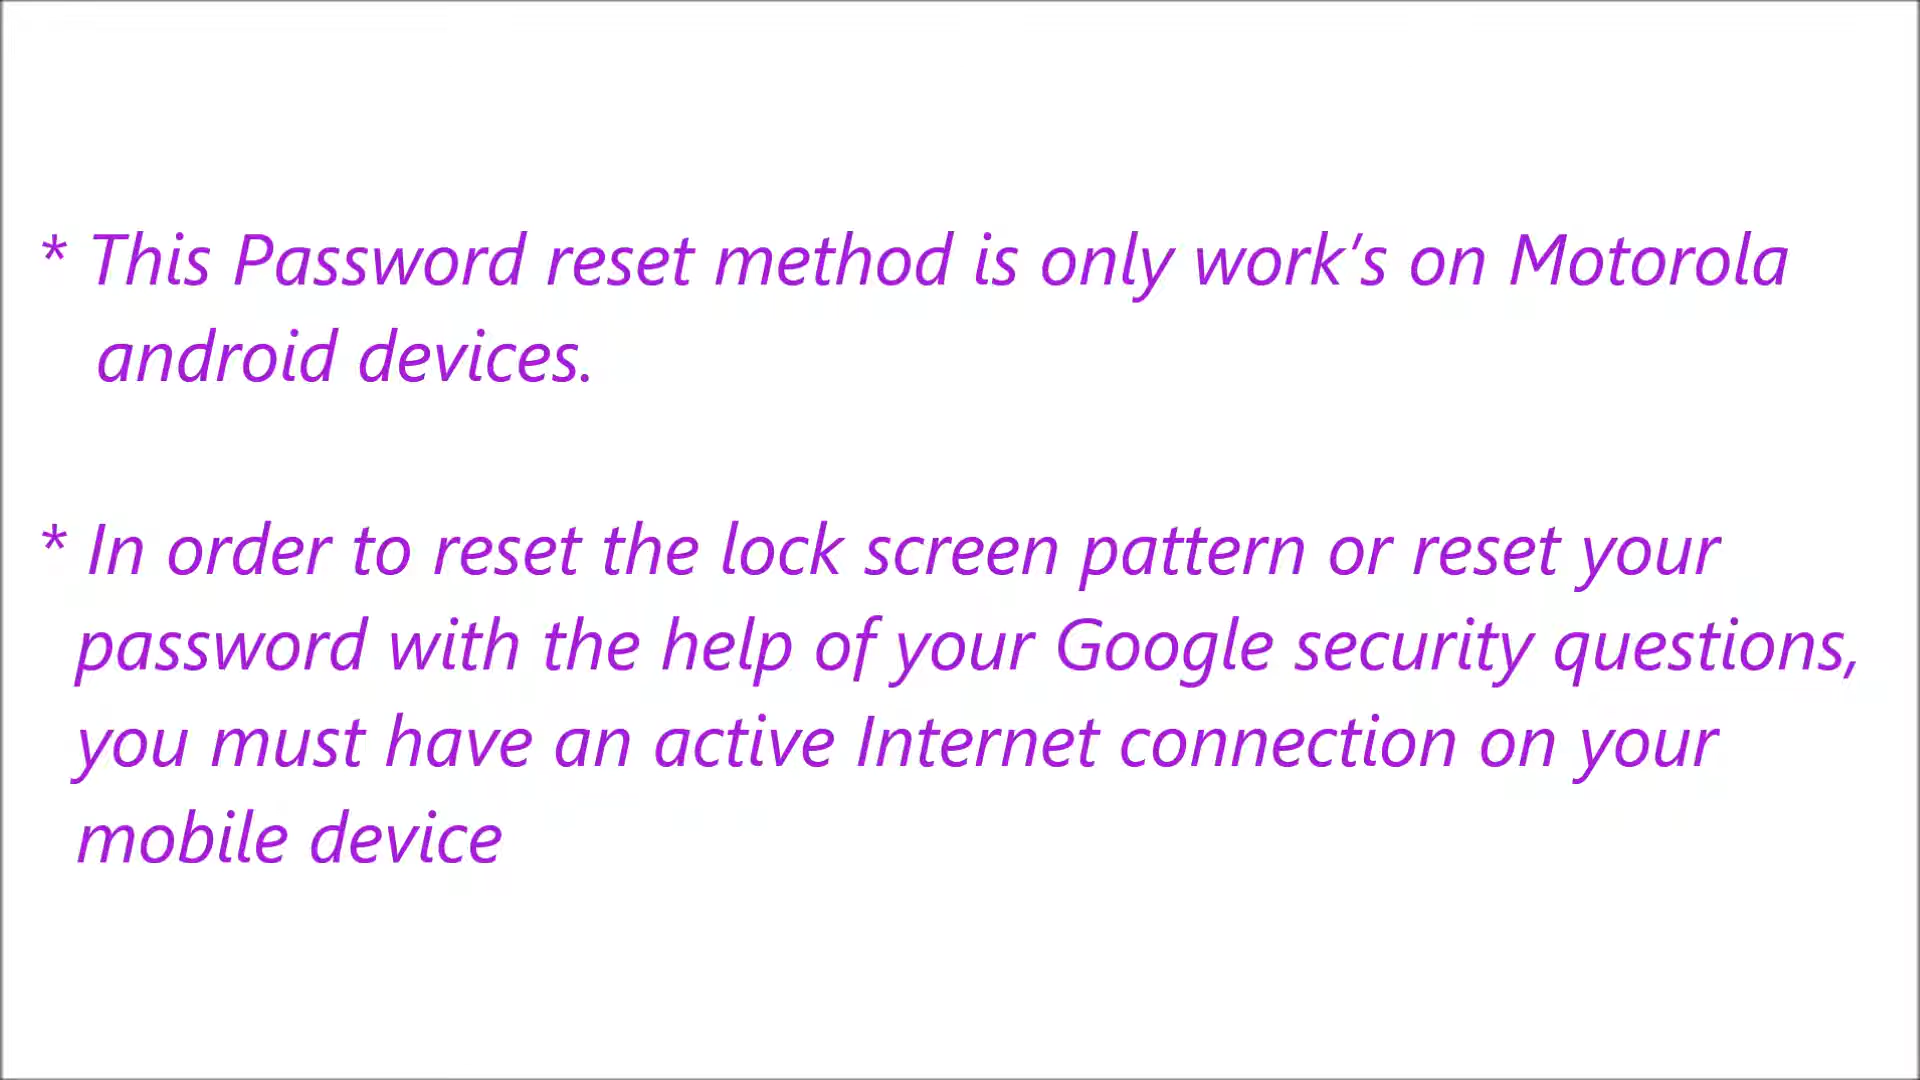 * This Password reset method is only work's on Motorola
android devices.
* In order to reset the lock screen pattern or reset your
password with the help of your Google security questions,
you must have an active Internet connection on your
mobile device